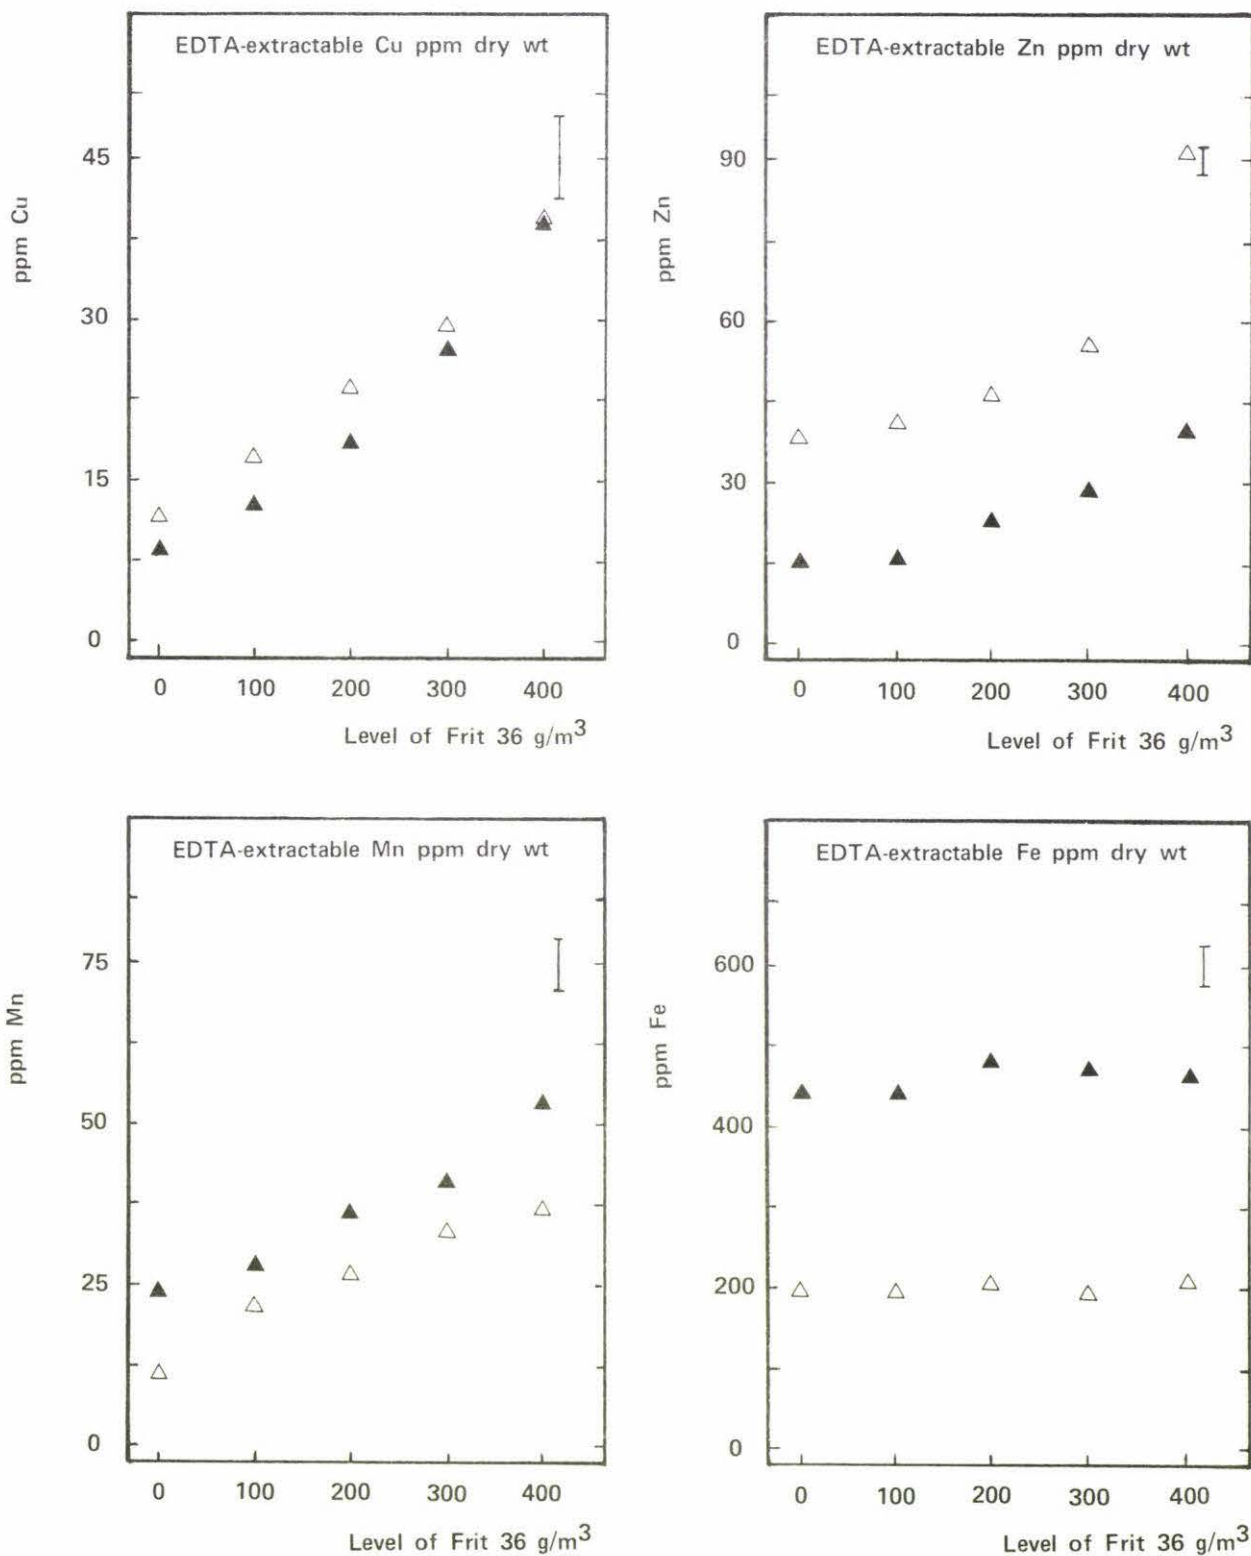 EDTA-extractable Cu ppm dry wt
ppm Cu
45
30
15
0
0 100 200 300 400
Level of Frit 36 g/m³
EDTA-extractable Zn ppm dry wt
ppm Zn
90
60
30
0
0 100 200 300 400
Level of Frit 36 g/m³
EDTA-extractable Mn ppm dry wt
ppm Mn
75
50
25
0
0 100 200 300 400
Level of Frit 36 g/m³
EDTA-extractable Fe ppm dry wt
ppm Fe
600
400
200
0
0 100 200 300 400
Level of Frit 36 g/m³